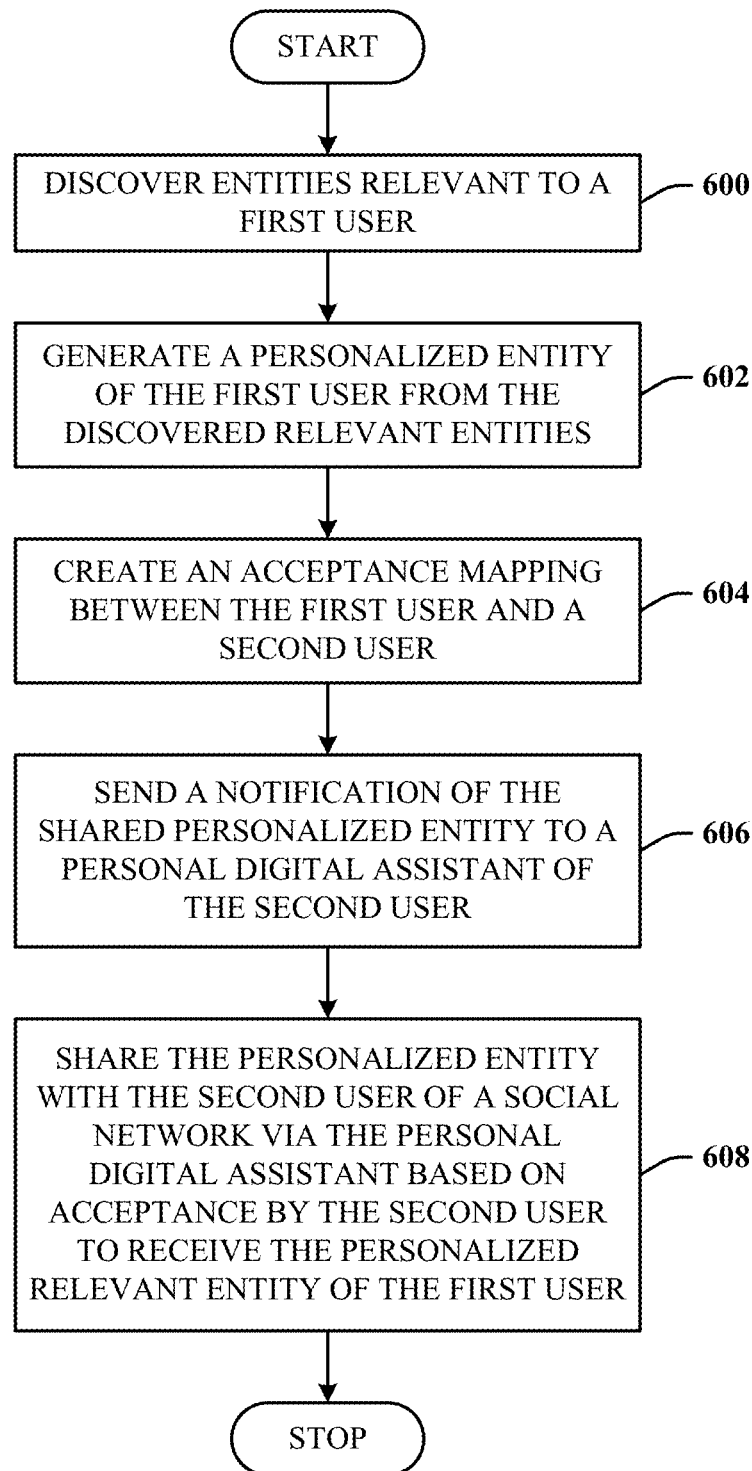 START
DISCOVER ENTITIES RELEVANT TO A
FIRST USER
600
GENERATE A PERSONALIZED ENTITY
OF THE FIRST USER FROM THE
DISCOVERED RELEVANT ENTITIES
602
CREATE AN ACCEPTANCE MAPPING
BETWEEN THE FIRST USER AND A
SECOND USER
604
SEND A NOTIFICATION OF THE
SHARED PERSONALIZED ENTITY TO A
PERSONAL DIGITAL ASSISTANT OF
THE SECOND USER
606
SHARE THE PERSONALIZED ENTITY
WITH THE SECOND USER OF A SOCIAL
NETWORK VIA THE PERSONAL
DIGITAL ASSISTANT BASED ON
ACCEPTANCE BY THE SECOND USER
TO RECEIVE THE PERSONALIZED
RELEVANT ENTITY OF THE FIRST USER
608
STOP